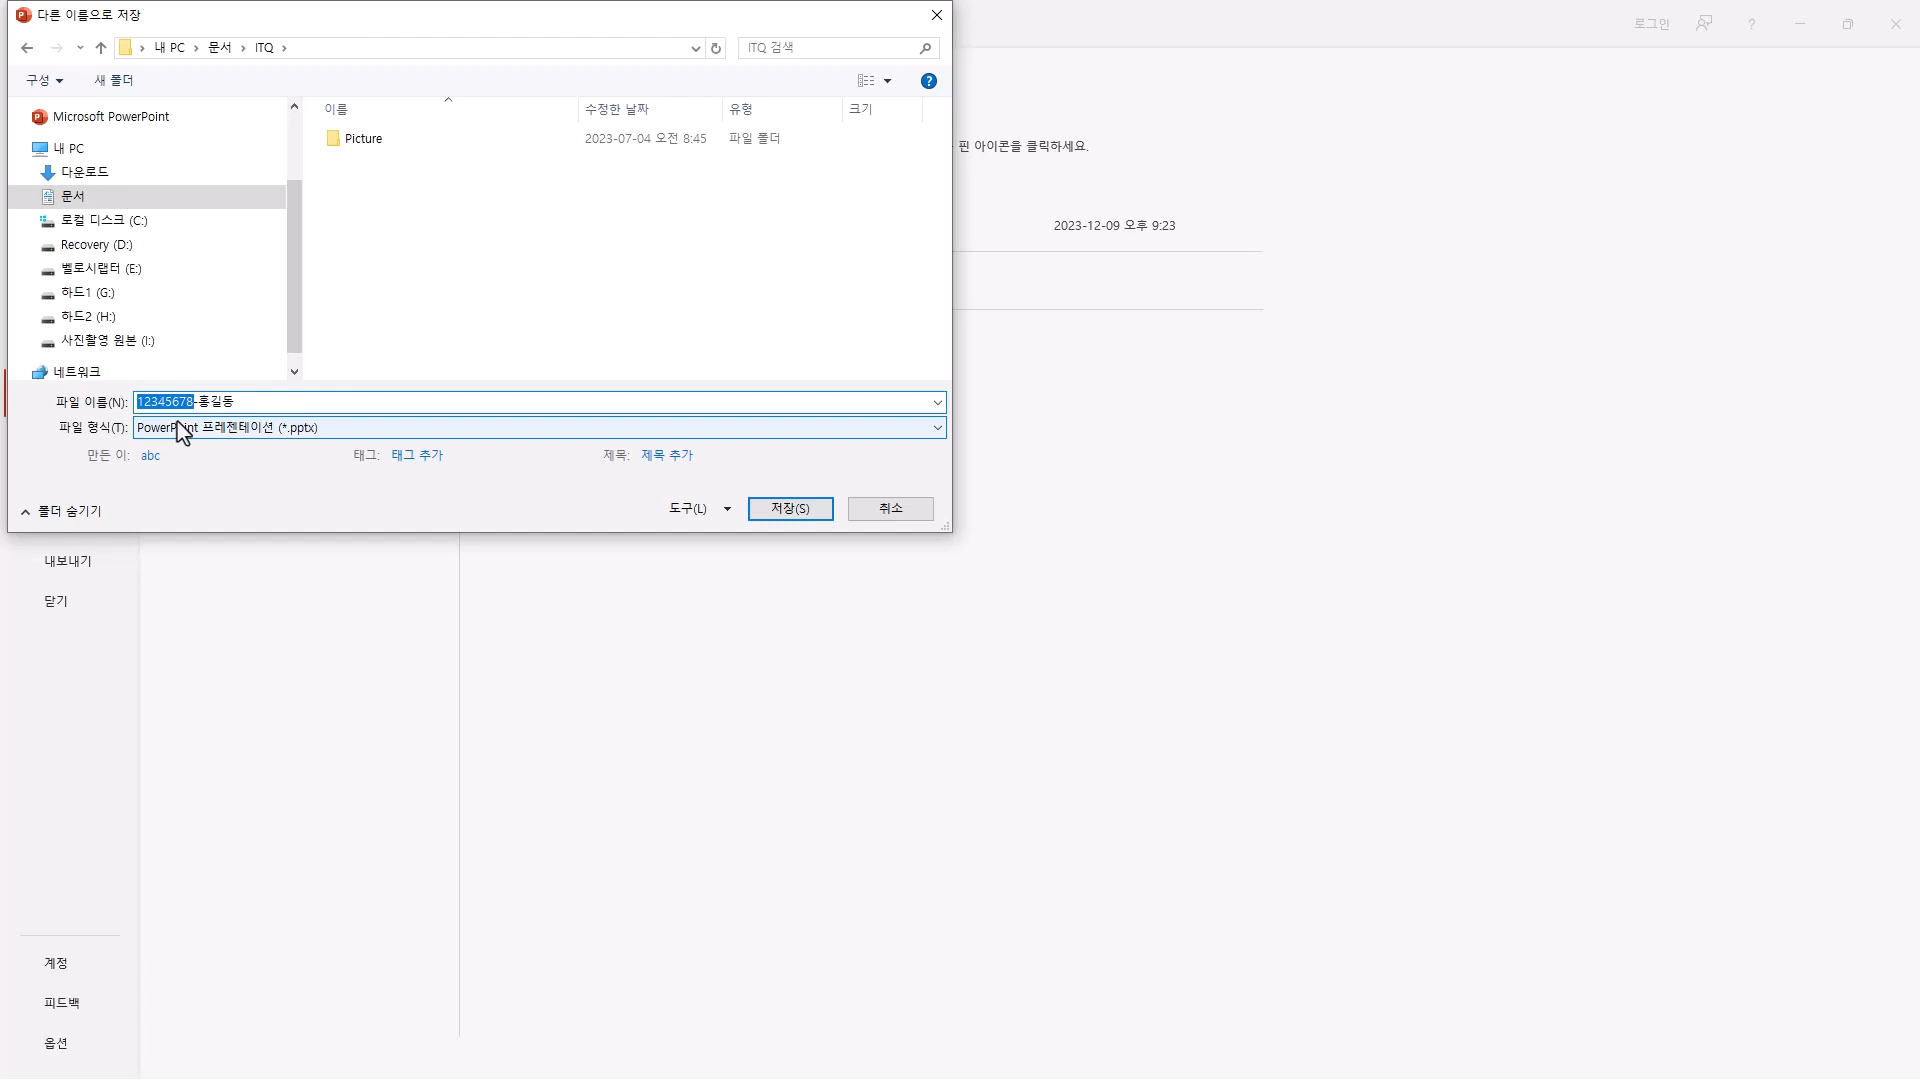 다른 이름으로 저장
로그인
?
내 PC > 문서 > ITQ >
ITQ 검색
구성
새 폴더
?
Microsoft PowerPoint
내 PC
다운로드
문서
로컬 디스크 (C:)
Recovery (D:)
벨로시랩터 (E:)
하드1 (G:)
하드2 (H:)
사진촬영 원본 (I:)
네트워크
이름
수정한 날짜
유형
크기
Picture
2023-07-04 오전 8:45
파일 폴더
핀 아이콘을 클릭하세요.
2023-12-09 오후 9:23
파일 이름(N): 12345678-홍길동
파일 형식(T): PowerPoint 프레젠테이션 (*.pptx)
만든 이: abc
태그: 태그 추가
제목: 제목 추가
폴더 숨기기
도구(L)
저장(S)
취소
내보내기
닫기
계정
피드백
옵션